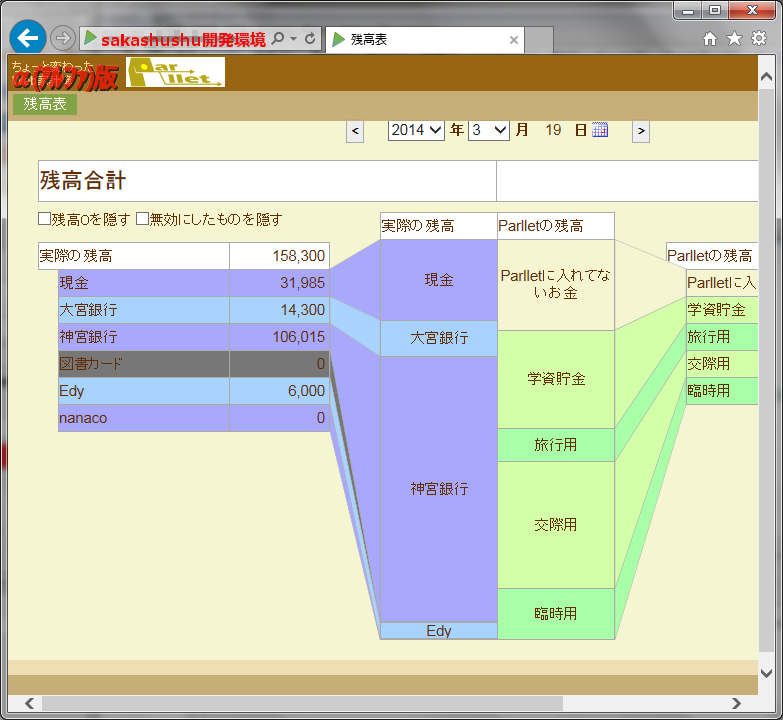 sakashushu開発環境
残高表
ちょっと変わった
α(ｱﾙﾌｧ)版
Parllet
残高表
< 2014 年 3 月 19 日 >
残高合計
残高0を隠す 無効にしたものを隠す
実際の残高 158,300
現金 31,985
大宮銀行 14,300
神宮銀行 106,015
図書カード 0
Edy 6,000
nanaco 0
実際の残高 Parlletの残高
現金
大宮銀行
神宮銀行
Edy
Parlletに入れてな
いお金
学資貯金
旅行用
交際用
臨時用
Parlletの残高
Parlletに入
学資貯金
旅行用
交際用
臨時用